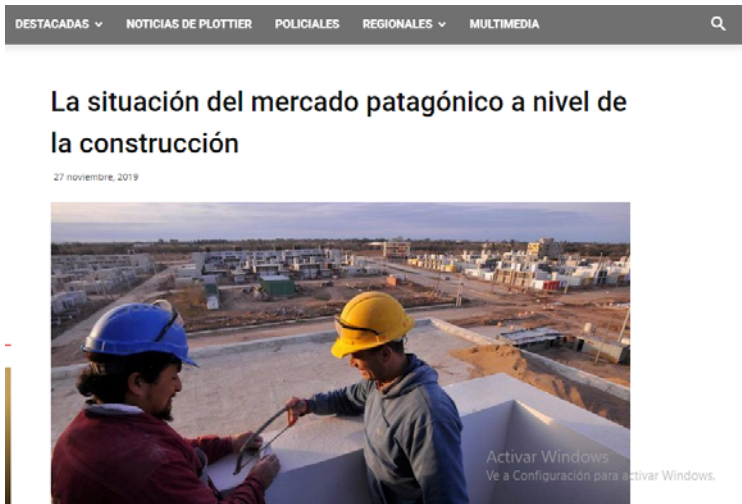 DESTACADAS NOTICIAS DE PLOTTIER POLICIALES REGIONALES MULTIMEDIA
La situación del mercado patagónico a nivel de
la construcción
27 noviembre, 2019
Activar Windows
Ve a Configuración para activar Windows.